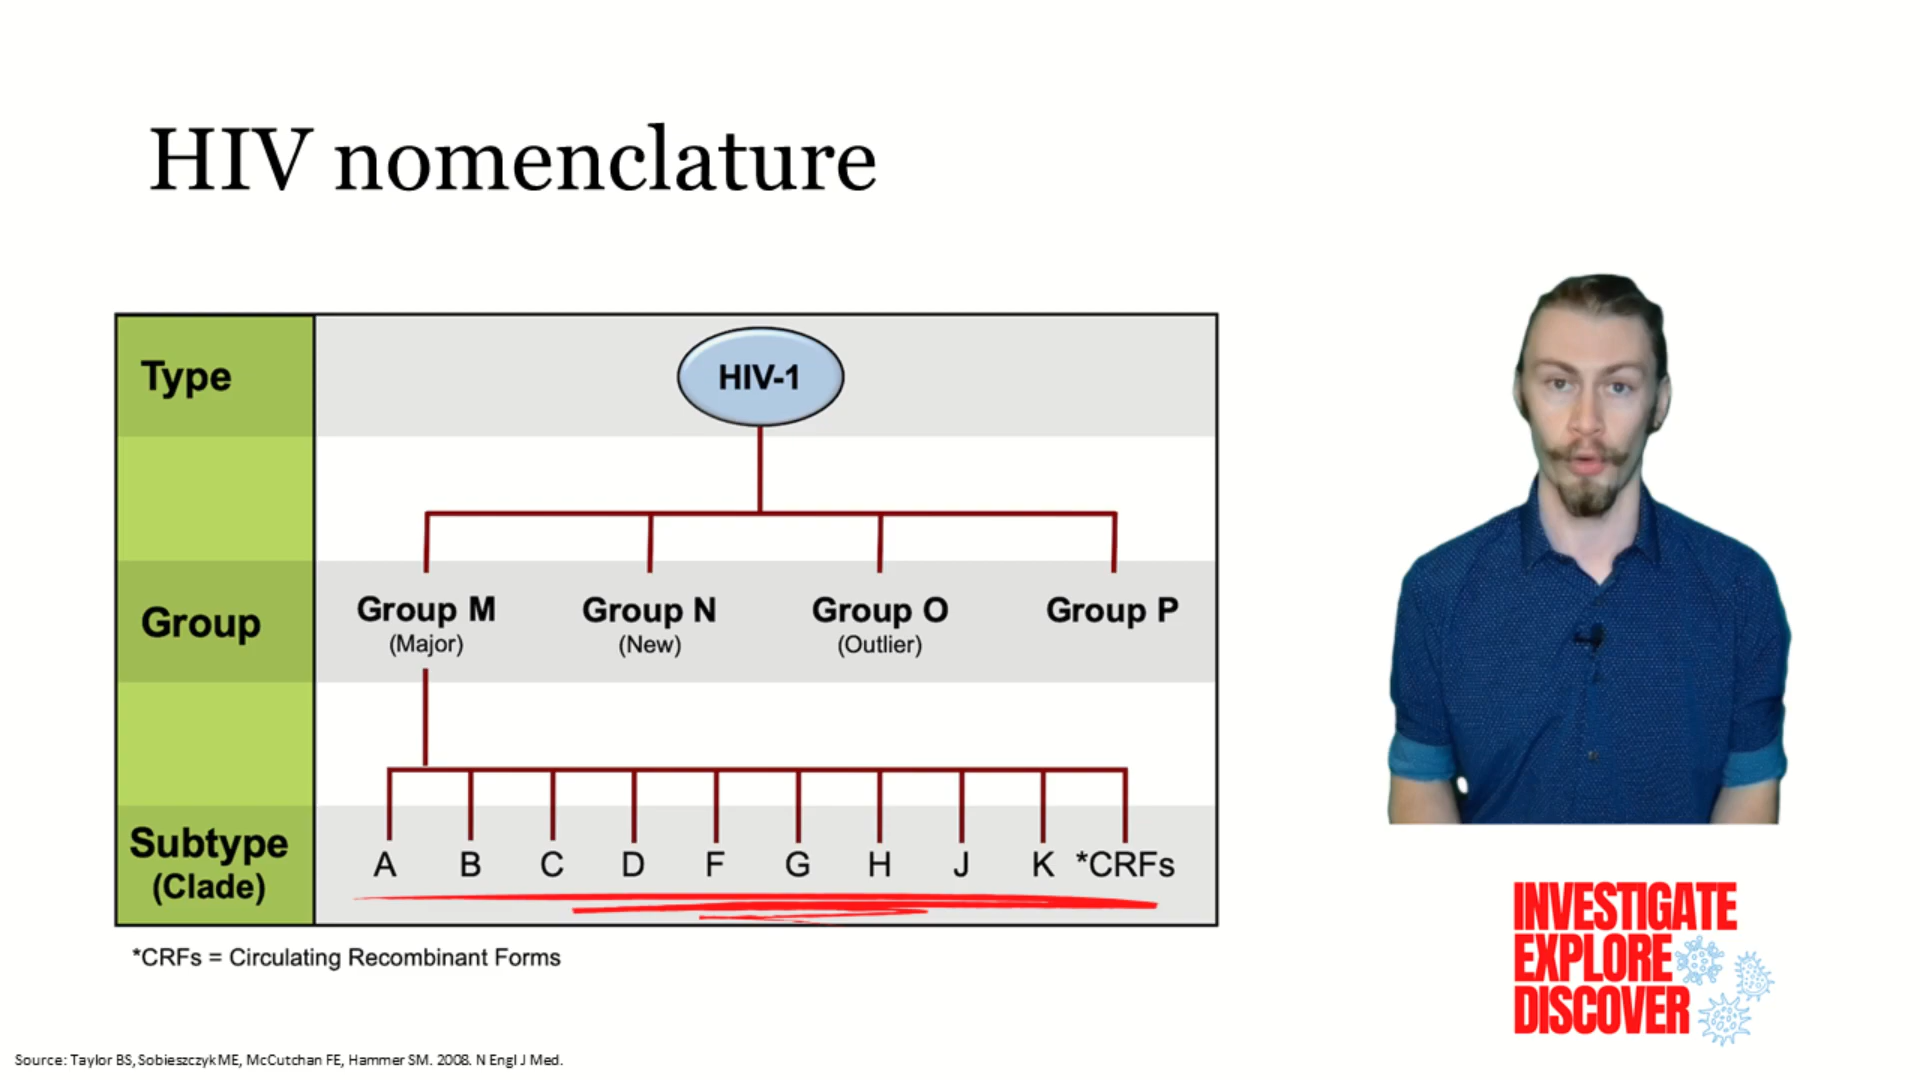 HIV nomenclature
Type
HIV-1
Group
Group M
(Major)
Group N
(New)
Group O
(Outlier)
Group P
Subtype
(Clade)
A B C D F G H J K *CRFs
*CRFs = Circulating Recombinant Forms
INVESTIGATE
EXPLORE
DISCOVER
Source: Taylor BS, Sobieszczyk ME, McCutchan FE, Hammer SM. 2008. N Engl J Med.